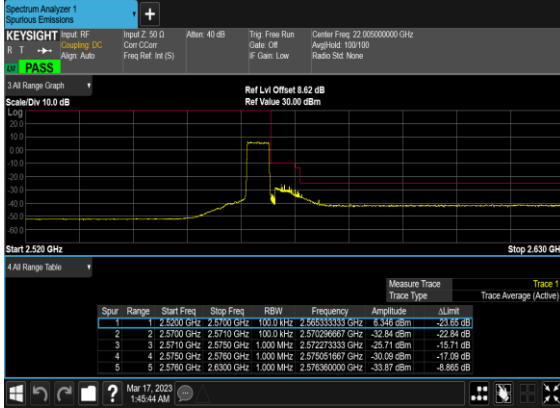 Spectrum Analyzer 1
Spurious Emissions
+
KEYSIGHT Input: RF Input Z: 50 Ω Atten: 40 dB Trig: Free Run Center Freq: 22.005000000 GHz
R T Coupling: DC Corr CCorr Gate: Off Avg|Hold: 100/100
Align: Auto Freq Ref: Int (S) IF Gain: Low Radio Std: None
PASS
3 All Range Graph
Ref Lvl Offset 8.62 dB
Scale/Div 10.0 dB Ref Value 30.00 dBm
Log
20.0
10.0
0.00
-10.0
-20.0
-30.0
-40.0
-50.0
-60.0
Start 2.520 GHz Stop 2.630 GH
4 All Range Table
Measure Trace Trace 1
Trace Type Trace Average (Active)
Spur Range Start Freq Stop Freq RBW Frequency Amplitude ΔLimit
1 1 2.5200 GHz 2.5700 GHz 100.0 kHz 2.565333333 GHz 6.346 dBm -23.65 dB
2 2 2.5700 GHz 2.5710 GHz 100.0 kHz 2.570296667 GHz -32.84 dBm -22.84 dB
3 3 2.5710 GHz 2.5750 GHz 1.000 MHz 2.572273333 GHz -25.71 dBm -15.71 dB
4 4 2.5750 GHz 2.5760 GHz 1.000 MHz 2.575051667 GHz -30.09 dBm -17.09 dB
5 5 2.5760 GHz 2.6300 GHz 1.000 MHz 2.576360000 GHz -33.87 dBm -8.865 dB
? Mar 17, 2023
1:45:44 AM